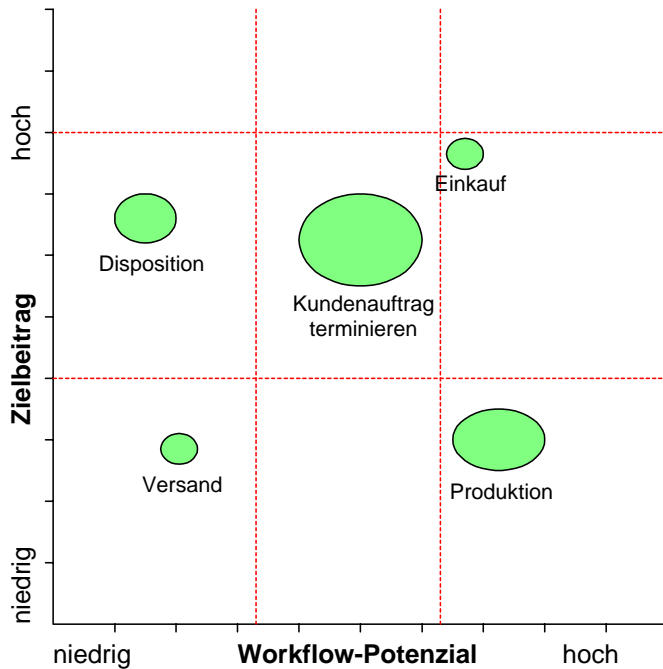 hoch
Einkauf
Disposition
Kundenauftrag
terminieren
Zielbeitrag
Versand
Produktion
niedrig
niedrig
Workflow-Potenzial
hoch